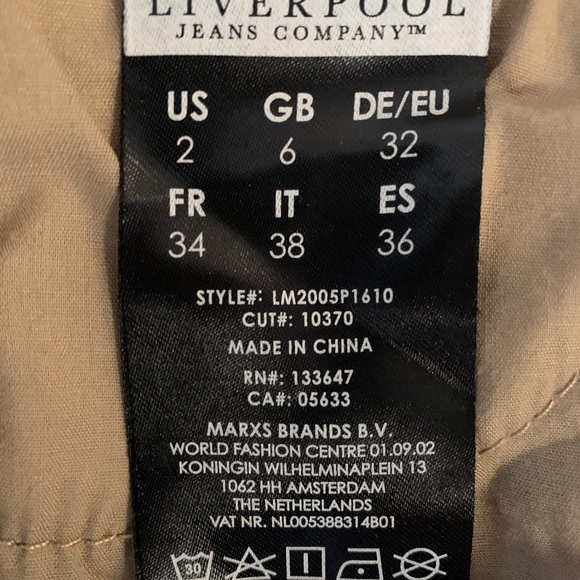 LIVERPOOL
JEANS COMPANY™
US GB DE/EU
2 6 32
FR IT ES
34 38 36
STYLE#: LM2005P1610
CUT#: 10370
MADE IN CHINA
RN#: 133647
CA#: 05633
MARXS BRANDS B.V.
WORLD FASHION CENTRE 01.09.02
KONINGIN WILHELMINAPLEIN 13
1062 HH AMSTERDAM
THE NETHERLANDS
VAT NR. NL005388314B01
30